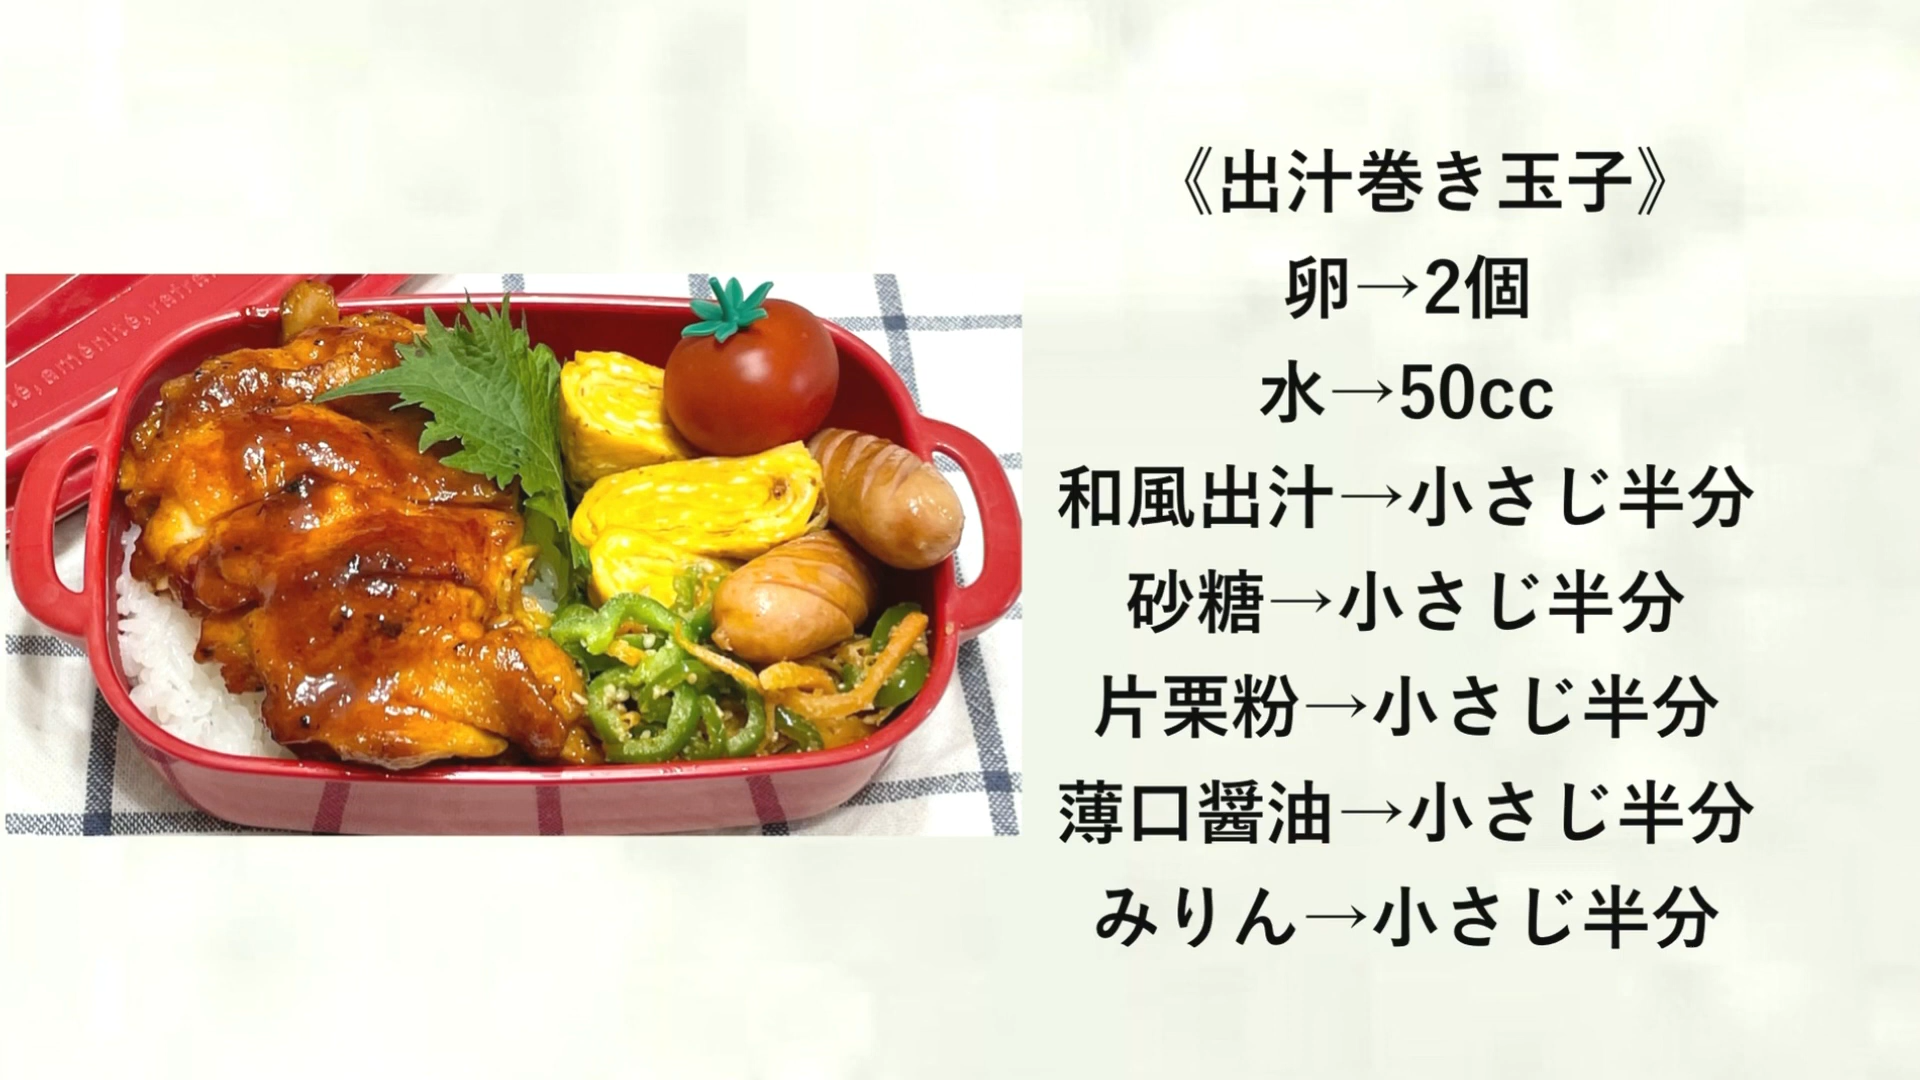 《出汁巻き玉子》
卵→2個
水→50cc
和風出汁→小さじ半分
砂糖→小さじ半分
片栗粉→小さじ半分
薄口醤油→小さじ半分
みりん→小さじ半分